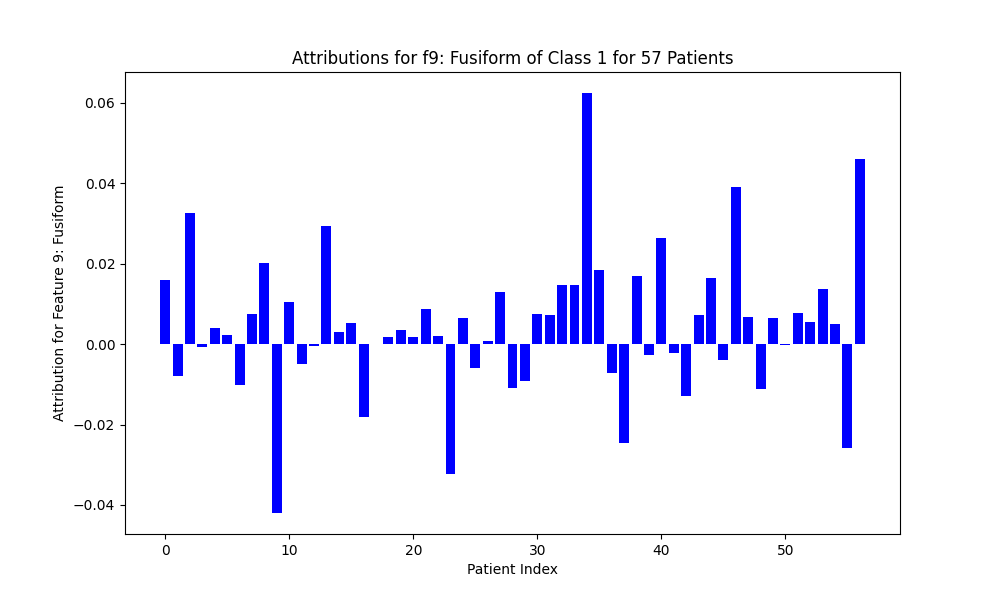 Attributions for f9: Fusiform of Class 1 for 57 Patients
Attribution for Feature 9: Fusiform
0.06
0.04
0.02
0.00
−0.02
−0.04
0 10 20 30 40 50
Patient Index